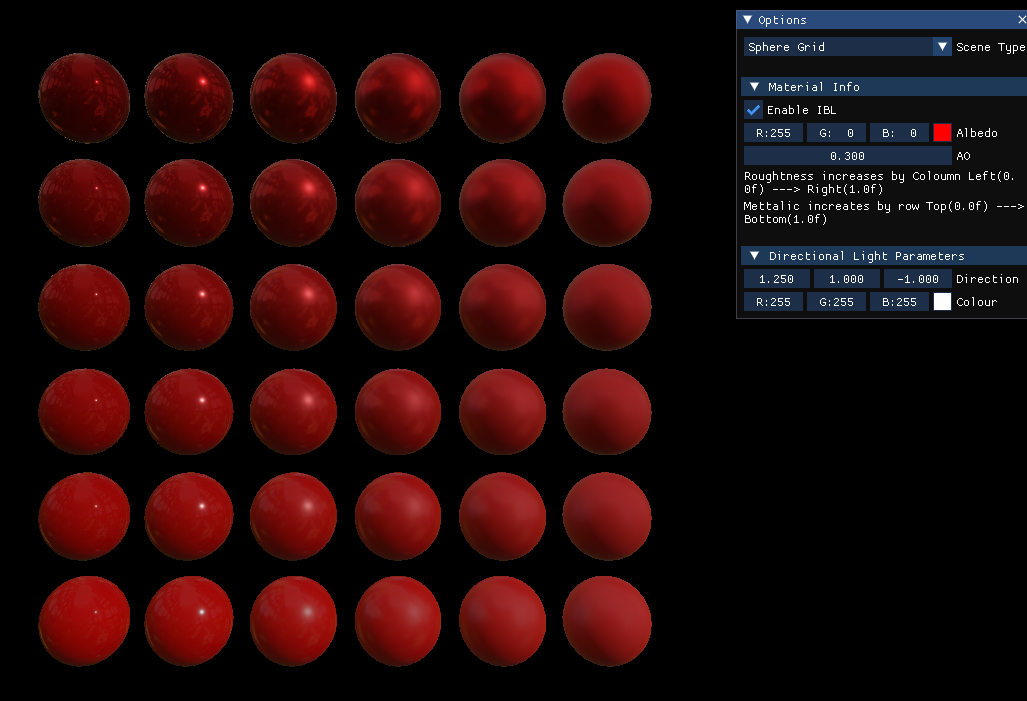 Options
Sphere Grid Scene Type
Material Info
Enable IBL
R:255 G: 0 B: 0 Albedo
0.300 AO
Roughness increases by Coloumn Left(0.
0f) ---> Right(1.0f)
Mettalic increates by row Top(0.0f) --->
Bottom(1.0f)
Directional Light Parameters
1.250 1.000 -1.000 Direction
R:255 G:255 B:255 Colour